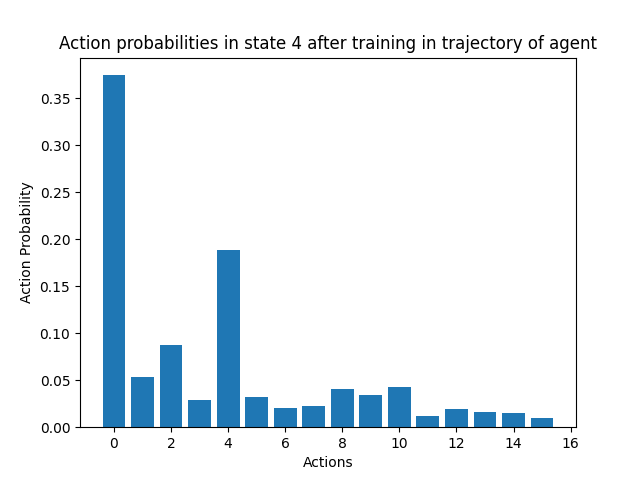 Action probabilities in state 4 after training in trajectory of agent
0.35
0.30
0.25
0.20
0.15
0.10
0.05
0.00
Action Probability
0 2 4 6 8 10 12 14 16
Actions